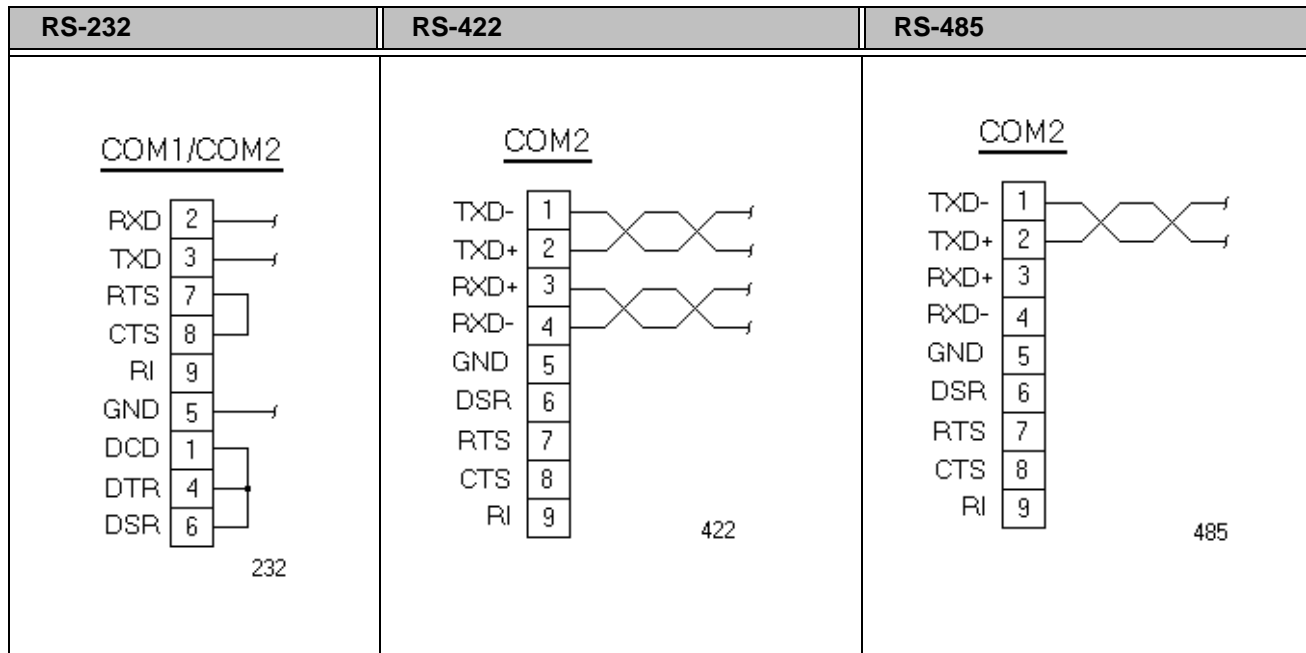 RS-232
RS-422
RS-485
COM1/COM2
RXD 2
TXD 3
RTS 7
CTS 8
RI 9
GND 5
DCD 1
DTR 4
DSR 6
232
COM2
TXD- 1
TXD+ 2
RXD+ 3
RXD- 4
GND 5
DSR 6
RTS 7
CTS 8
RI 9
422
COM2
TXD- 1
TXD+ 2
RXD+ 3
RXD- 4
GND 5
DSR 6
RTS 7
CTS 8
RI 9
485